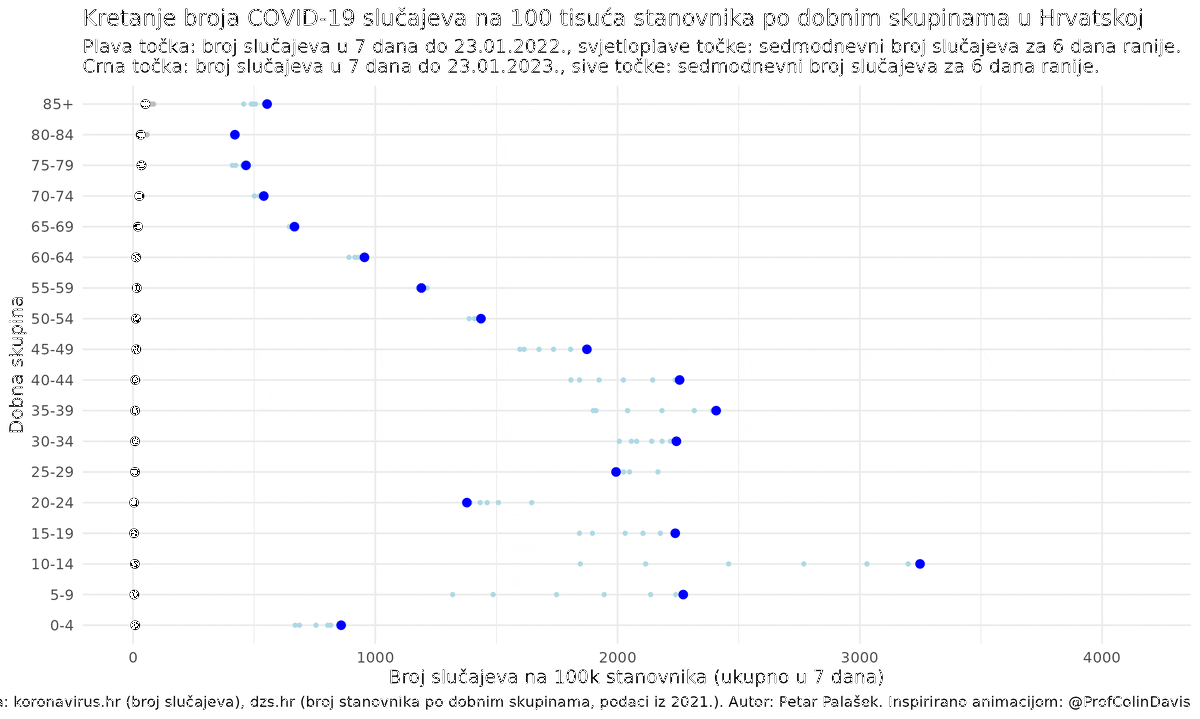 Kretanje broja COVID-19 slučajeva na 100 tisuća stanovnika po dobnim skupinama u Hrvatskoj
Plava točka: broj slučajeva u 7 dana do 23.01.2022., svjetloplave točke: sedmodnevni broj slučajeva za 6 dana ranije.
Crna točka: broj slučajeva u 7 dana do 23.01.2023., sive točke: sedmodnevni broj slučajeva za 6 dana ranije.
Dobna skupina
85+
80-84
75-79
70-74
65-69
60-64
55-59
50-54
45-49
40-44
35-39
30-34
25-29
20-24
15-19
10-14
5-9
0-4
0 1000 2000 3000 4000
Broj slučajeva na 100k stanovnika (ukupno u 7 dana)
a: koronavirus.hr (broj slučajeva), dzs.hr (broj stanovnika po dobnim skupinama, podaci iz 2021.). Autor: Petar Palašek. Inspirirano animacijom: @ProfColinDavis